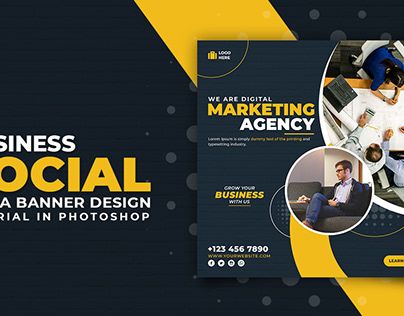 USINESS
OCIAL
A BANNER DESIGN
RIAL IN PHOTOSHOP
LOGO
HERE
WE ARE DIGITAL
MARKETING
AGENCY
Lorem Ipsum is simply dummy text of the printing and
typesetting industry.
GROW YOUR
BUSINESS
WITH US
+123 456 7890
WWW.YOURWEBSITE.COM
LEARN